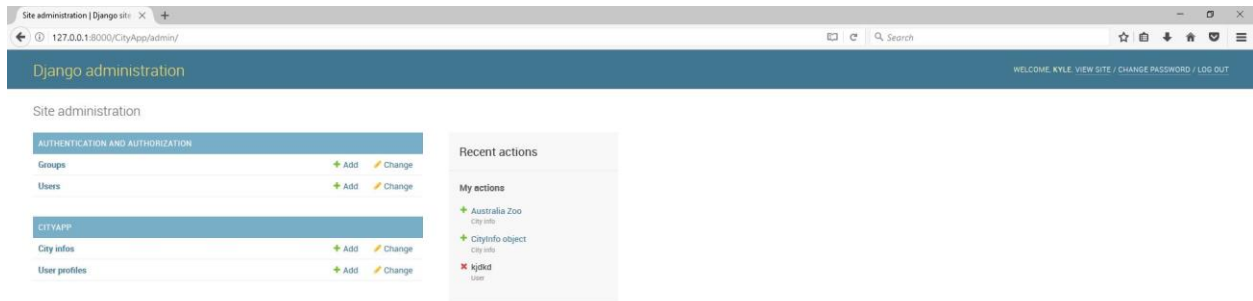 Site administration | Django site
127.0.0.1:8000/CityApp/admin/
Search
Django administration
WELCOME, KYLE. VIEW SITE / CHANGE PASSWORD / LOG OUT
Site administration
AUTHENTICATION AND AUTHORIZATION
Groups + Add Change
Users + Add Change
CITYAPP
City infos + Add Change
User profiles + Add Change
Recent actions
My actions
+ Australia Zoo
City info
+ CityInfo object
City info
kjdkd
User